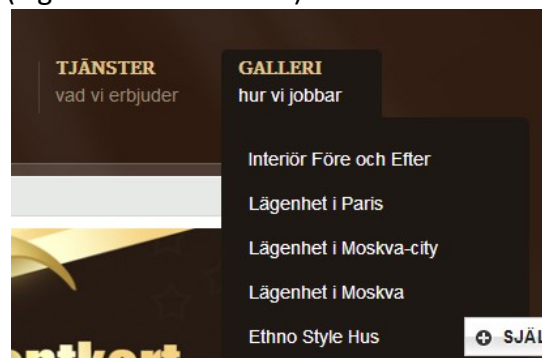 TJÄNSTER
vad vi erbjuder
GALLERI
hur vi jobbar
Interiör Före och Efter
Lägenhet i Paris
Lägenhet i Moskva-city
Lägenhet i Moskva
Ethno Style Hus